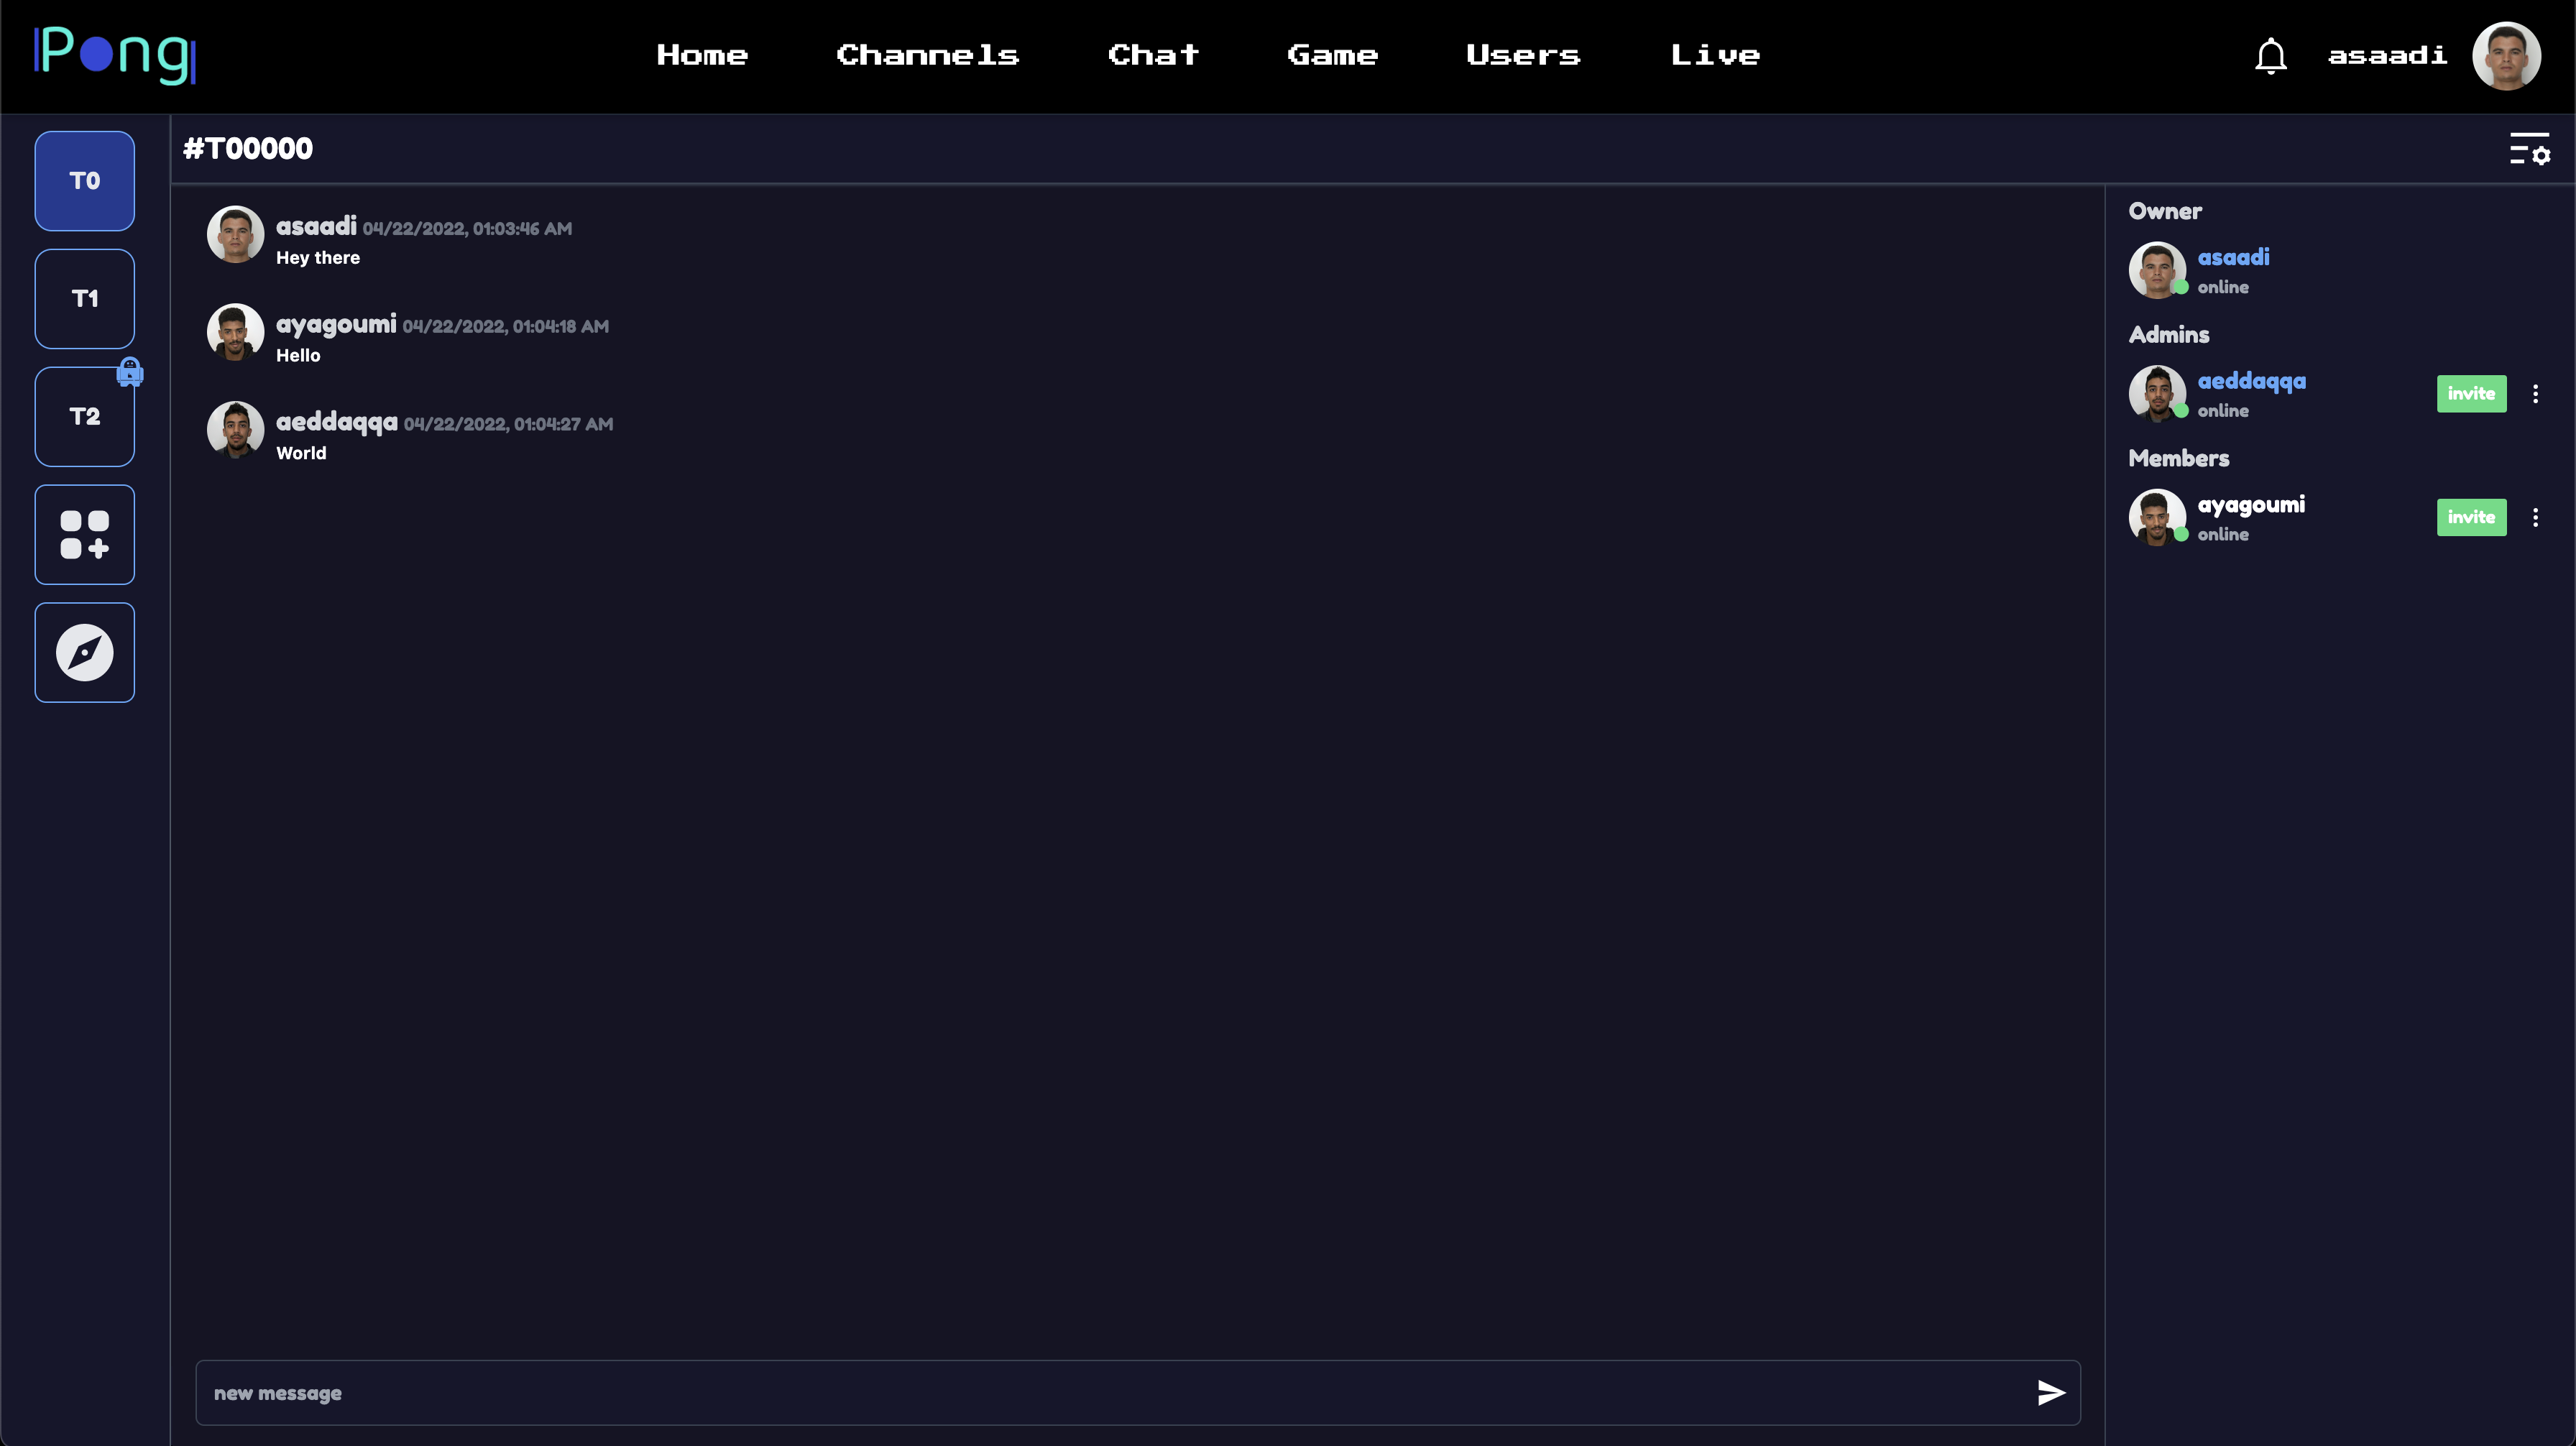 Pong
Home Channels Chat Game Users Live
asaadi
T0
T1
T2
#T00000
asaadi 04/22/2022, 01:03:46 AM
Hey there
ayagoumi 04/22/2022, 01:04:18 AM
Hello
aeddaqqa 04/22/2022, 01:04:27 AM
World
new message
Owner
asaadi
online
Admins
aeddaqqa
online
invite
Members
ayagoumi
online
invite